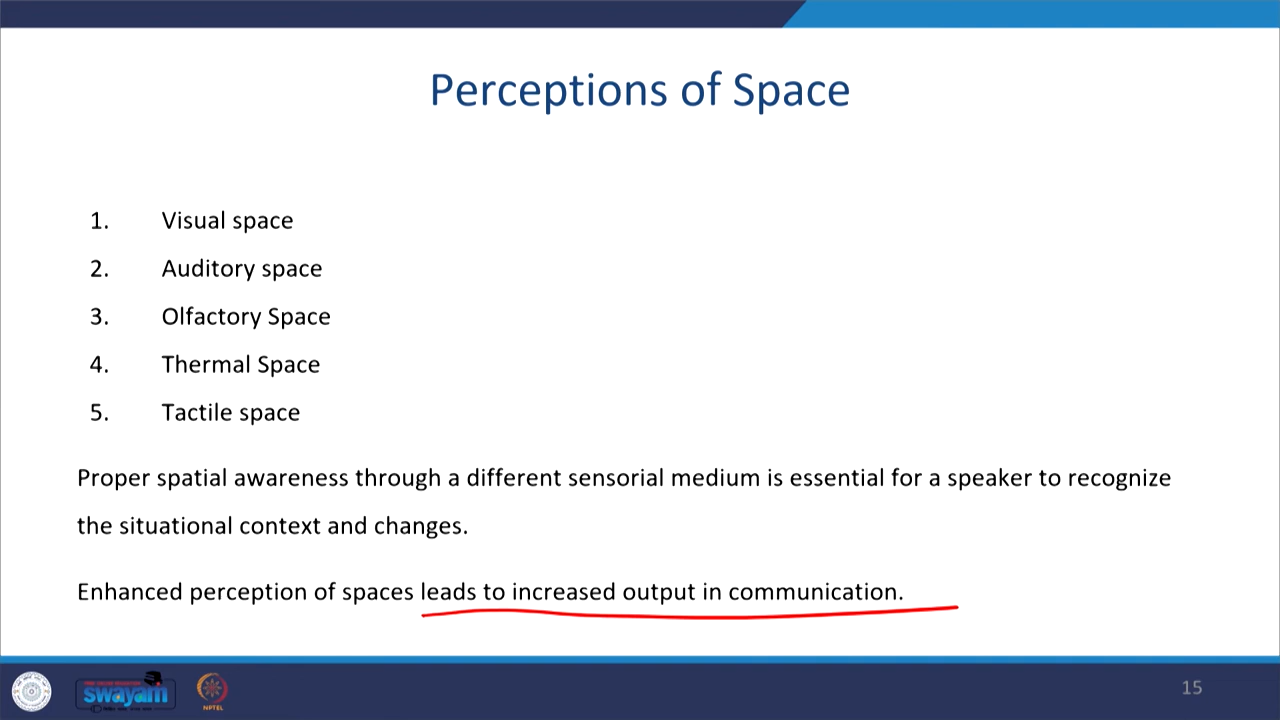 Perceptions of Space
1. Visual space
2. Auditory space
3. Olfactory Space
4. Thermal Space
5. Tactile space
Proper spatial awareness through a different sensorial medium is essential for a speaker to recognize
the situational context and changes.
Enhanced perception of spaces leads to increased output in communication.
swayam
NPTEL
15